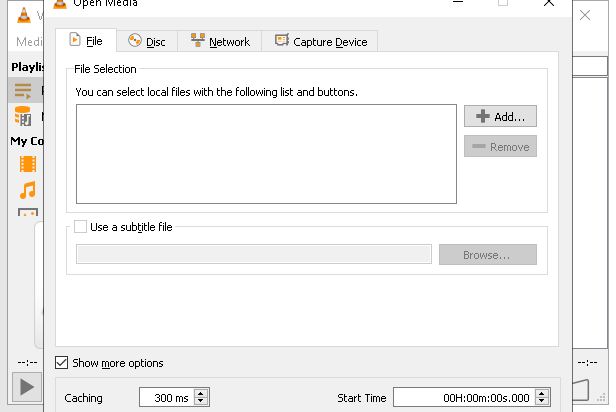 Open Media
Medi
File
Disc
Network
Capture Device
Playlis
File Selection
You can select local files with the following list and buttons.
Add...
Remove
My Co
Use a subtitle file
Browse...
--:--
Show more options
--:--
Caching
300 ms
Start Time
00H:00m:00s.000